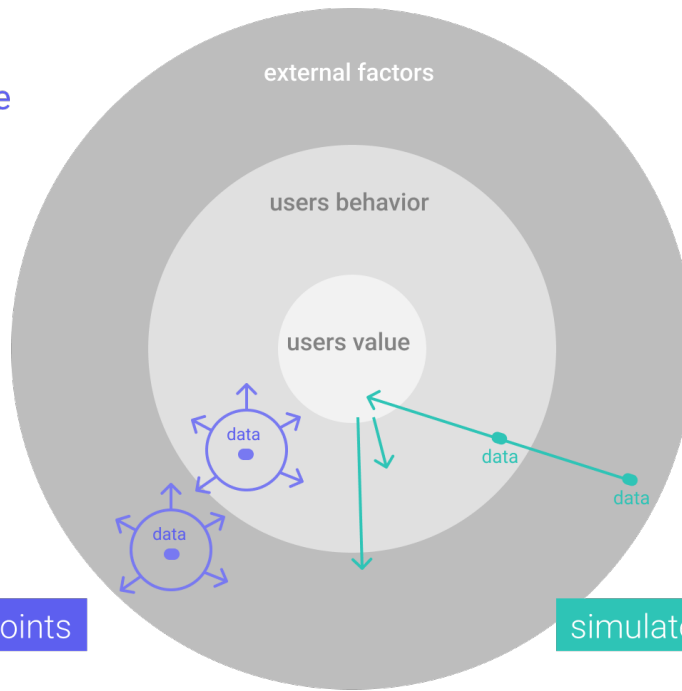 external factors
e
users behavior
users value
data
data
data
data
oints
simulat